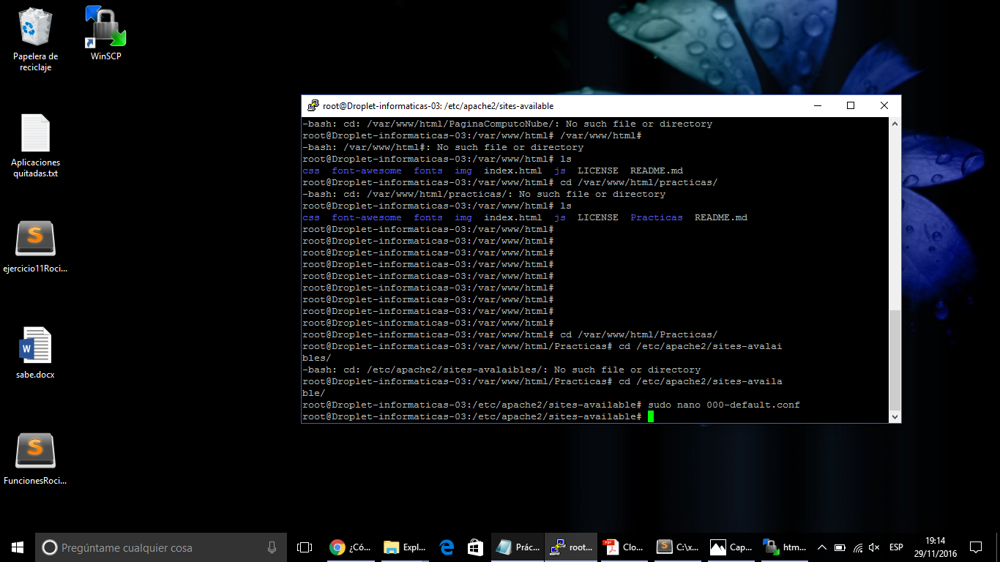 Papelera de
reciclaje
WinSCP
Aplicaciones
quitadas.txt
ejercicio11Roci...
sabe.docx
FuncionesRoci...
root@Droplet-informaticas-03: /etc/apache2/sites-available
-bash: cd: /var/www/html/PaginaComputoNube/: No such file or directory
root@Droplet-informaticas-03:/var/www/html# /var/www/html#
-bash: /var/www/html#: No such file or directory
root@Droplet-informaticas-03:/var/www/html# ls
css  font-awesome  fonts  img  index.html  js  LICENSE  README.md
root@Droplet-informaticas-03:/var/www/html# cd /var/www/html/practicas/
-bash: cd: /var/www/html/practicas/: No such file or directory
root@Droplet-informaticas-03:/var/www/html# ls
css  font-awesome  fonts  img  index.html  js  LICENSE  Practicas  README.md
root@Droplet-informaticas-03:/var/www/html#
root@Droplet-informaticas-03:/var/www/html#
root@Droplet-informaticas-03:/var/www/html#
root@Droplet-informaticas-03:/var/www/html#
root@Droplet-informaticas-03:/var/www/html#
root@Droplet-informaticas-03:/var/www/html#
root@Droplet-informaticas-03:/var/www/html#
root@Droplet-informaticas-03:/var/www/html#
root@Droplet-informaticas-03:/var/www/html#
root@Droplet-informaticas-03:/var/www/html# cd /var/www/html/Practicas/
root@Droplet-informaticas-03:/var/www/html/Practicas# cd /etc/apache2/sites-avalai
bles/
-bash: cd: /etc/apache2/sites-avalaibles/: No such file or directory
root@Droplet-informaticas-03:/var/www/html/Practicas# cd /etc/apache2/sites-availa
ble/
root@Droplet-informaticas-03:/etc/apache2/sites-available# sudo nano 000-default.conf
root@Droplet-informaticas-03:/etc/apache2/sites-available#
Pregúntame cualquier cosa
¿Có...
Expl...
Prác...
root...
Clo...
C:\x...
Cap...
htm...
ESP
19:14
29/11/2016